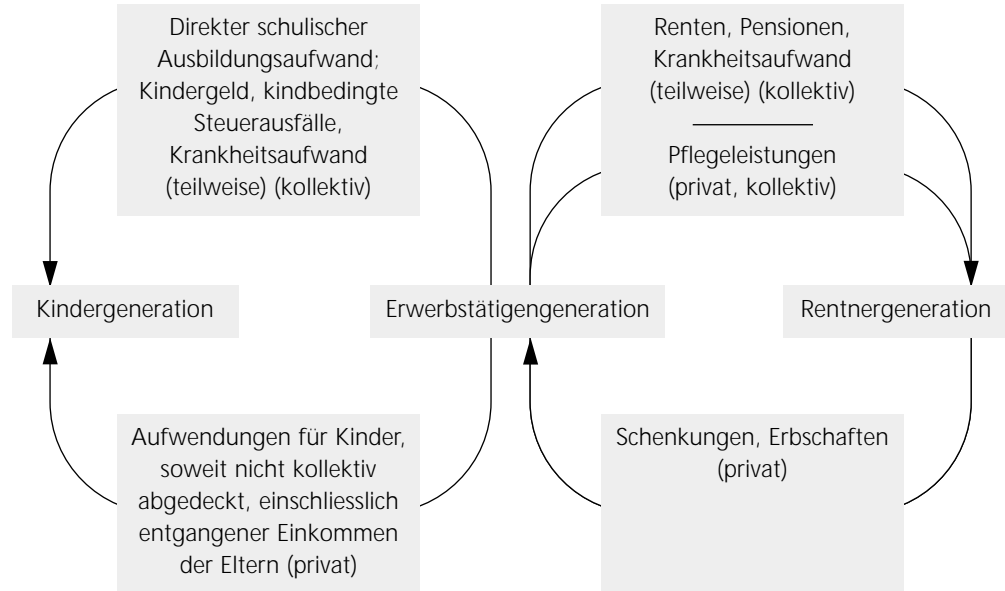 Direkter schulischer
Ausbildungsaufwand;
Kindergeld, kindbedingte
Steuerausfälle,
Krankheitsaufwand
(teilweise) (kollektiv)
Renten, Pensionen,
Krankheitsaufwand
(teilweise) (kollektiv)
Pflegeleistungen
(privat, kollektiv)
Kindergeneration
Erwerbstätigengeneration
Rentnergeneration
Aufwendungen für Kinder,
soweit nicht kollektiv
abgedeckt, einschliesslich
entgangener Einkommen
der Eltern (privat)
Schenkungen, Erbschaften
(privat)